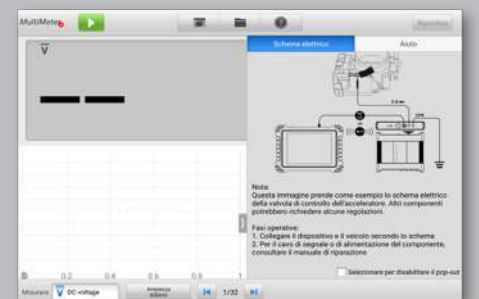 MultiMeter
Schema elettrico
Aiuto
V
Nota:
Questa immagine prende come esempio lo schema elettrico
della valvola di controllo dell'acceleratore. Altri componenti
potrebbero richiedere alcune regolazioni.
Fasi operative:
1. Collegare il dispositivo e il veicolo secondo lo schema
2. Per il cavo di segnale o di alimentazione del componente,
consultare il manuale di riparazione
Selezionare per disabilitare il pop-out
0 0.2 0.4 0.6 0.8 1
Misurare V DC voltage 1/32